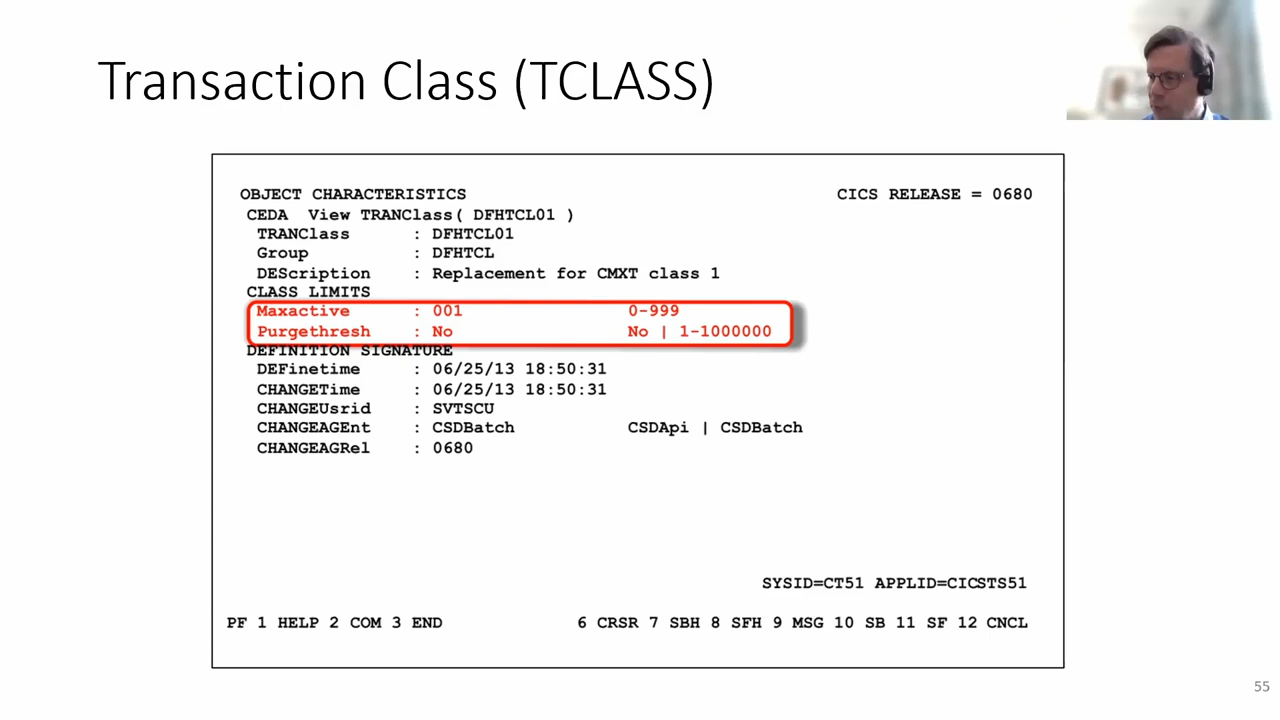 Transaction Class (TCLASS)
OBJECT CHARACTERISTICS CICS RELEASE = 0680
CEDA View TRANClass( DFHTCL01 )
TRANClass : DFHTCL01
Group : DFHTCL
DEScription : Replacement for CMXT class 1
CLASS LIMITS
Maxactive : 001 0-999
Purgethresh : No No | 1-1000000
DEFINITION SIGNATURE
DEFinetime : 06/25/13 18:50:31
CHANGETime : 06/25/13 18:50:31
CHANGEUsrid : SVTSCU
CHANGEAGEnt : CSDBatch CSDApi | CSDBatch
CHANGEAGRel : 0680
SYSID=CT51 APPLID=CICSTS51
PF 1 HELP 2 COM 3 END 6 CRSR 7 SBH 8 SFH 9 MSG 10 SB 11 SF 12 CNCL
55